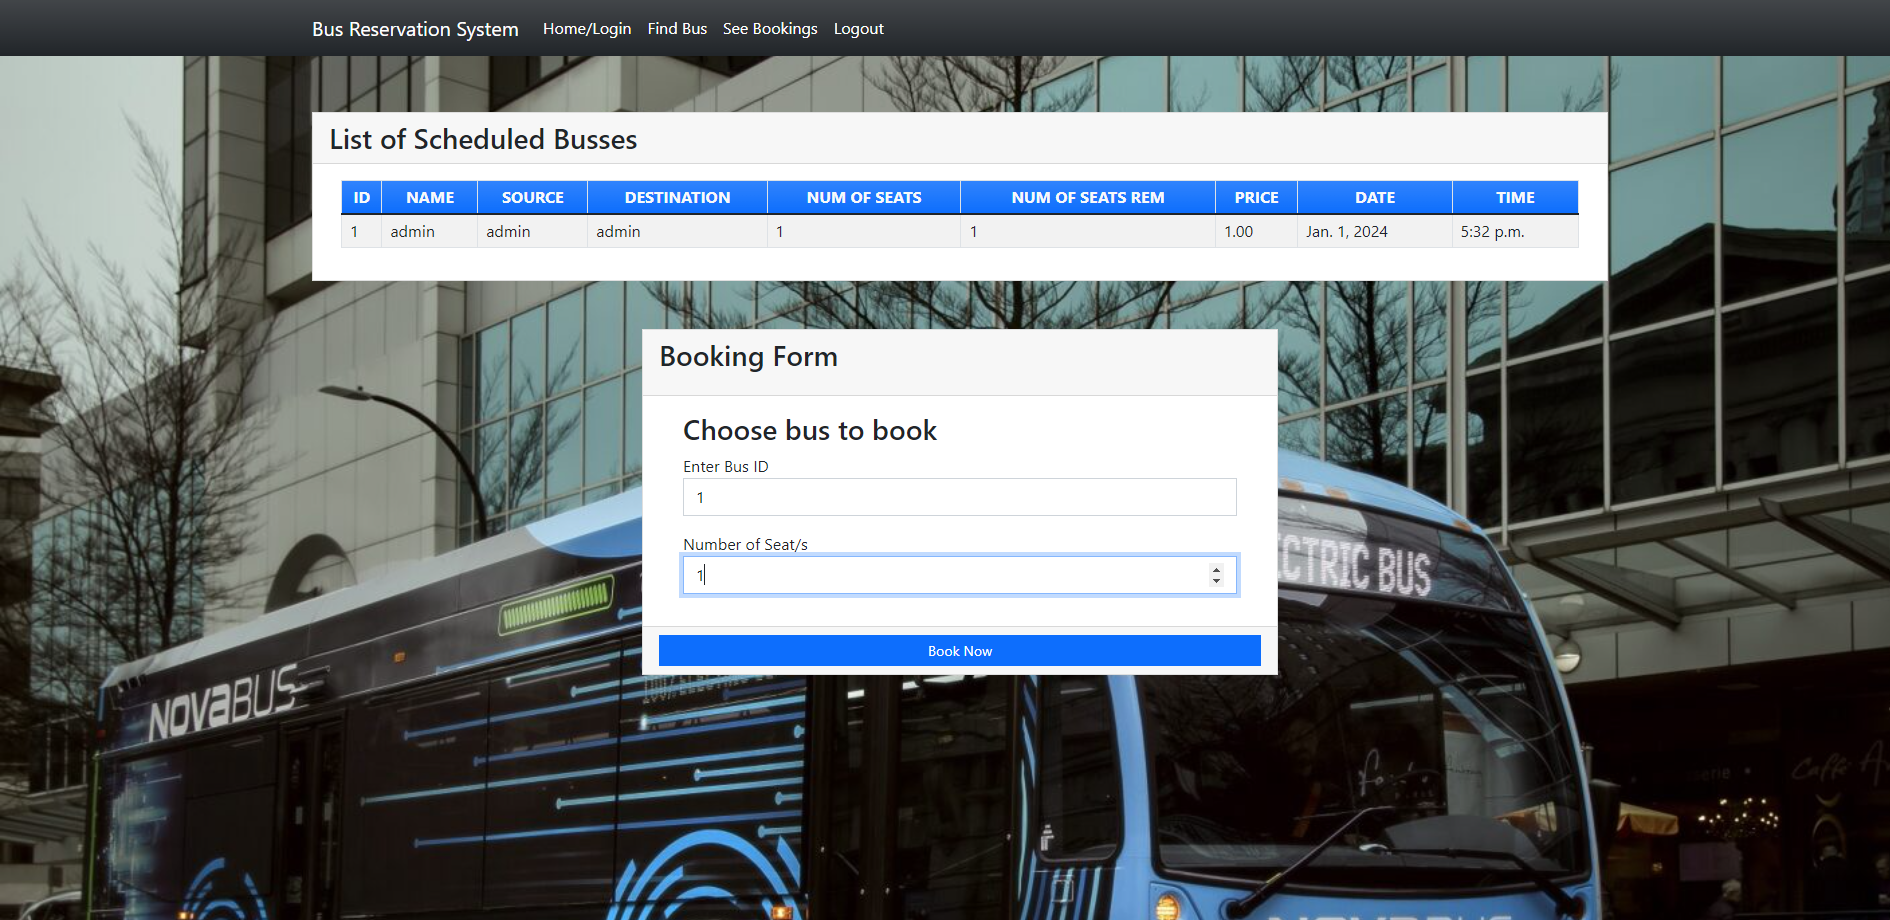 Bus Reservation System Home/Login Find Bus See Bookings Logout
List of Scheduled Busses
ID NAME SOURCE DESTINATION NUM OF SEATS NUM OF SEATS REM PRICE DATE TIME
1 admin admin admin 1 1 1.00 Jan. 1, 2024 5:32 p.m.
Booking Form
Choose bus to book
Enter Bus ID
1
Number of Seat/s
1
ECTRIC BUS
Book Now
NOVABUS
Caffè
NOVABUS